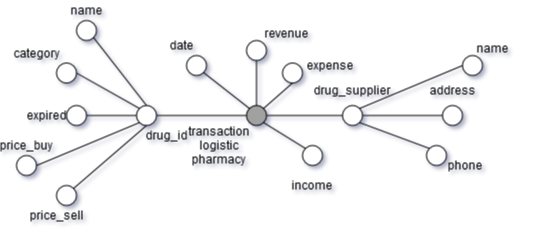 name
category
expired
price_buy
price_sell
drug_id
date
revenue
expense
transaction
logistic
pharmacy
income
drug_supplier
name
address
phone